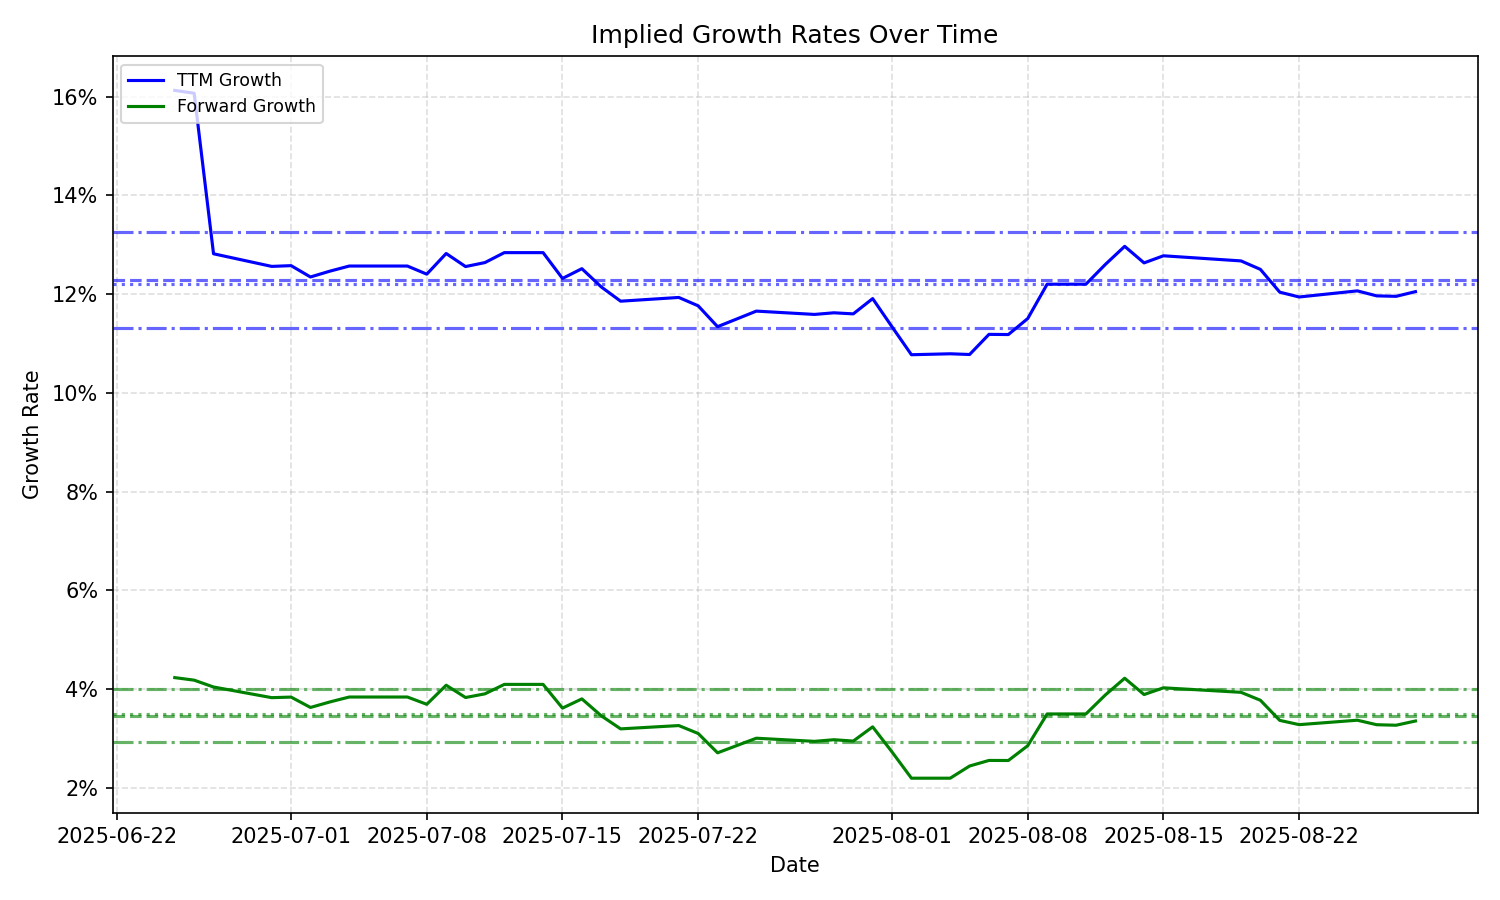 Implied Growth Rates Over Time
TTM Growth
Forward Growth
16%
14%
12%
10%
8%
6%
4%
2%
Growth Rate
2025-06-22 2025-07-01 2025-07-08 2025-07-15 2025-07-22 2025-08-01 2025-08-08 2025-08-15 2025-08-22
Date